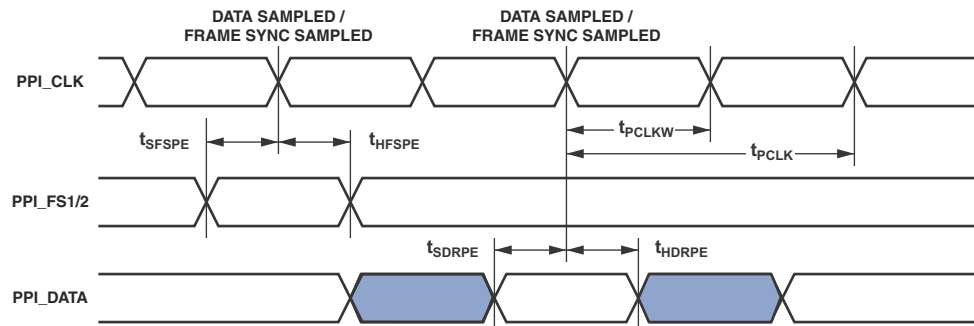 DATA SAMPLED /
FRAME SYNC SAMPLED
DATA SAMPLED /
FRAME SYNC SAMPLED
PPI_CLK
tPCLKW
tSFSPE
tHFSPE
tPCLK
PPI_FS1/2
tSDRPE
tHDRPE
PPI_DATA